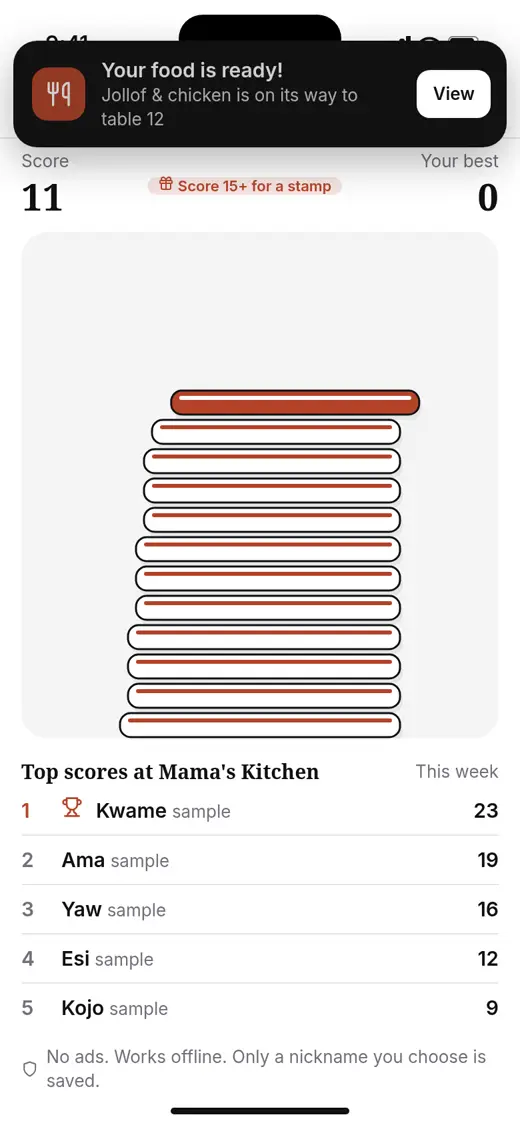 9:41
Your food is ready!
Jollof & chicken is on its way to
table 12
View
Score
Your best
11
Score 15+ for a stamp
0
Top scores at Mama's Kitchen
This week
1 Kwame sample 23
2 Ama sample 19
3 Yaw sample 16
4 Esi sample 12
5 Kojo sample 9
No ads. Works offline. Only a nickname you choose is
saved.